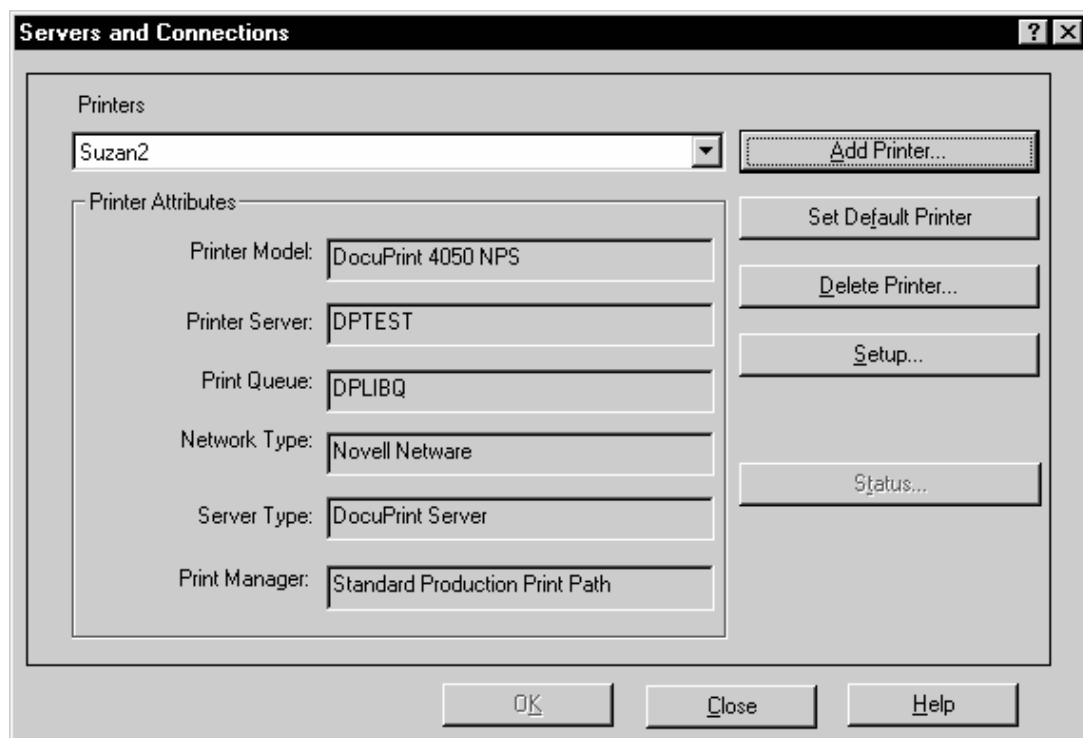 Servers and Connections
Printers
Suzan2
Add Printer...
Printer Attributes
Set Default Printer
Printer Model: DocuPrint 4050 NPS
Delete Printer...
Printer Server: DPTEST
Setup...
Print Queue: DPLIBQ
Network Type: Novell Netware
Status...
Server Type: DocuPrint Server
Print Manager: Standard Production Print Path
OK
Close
Help